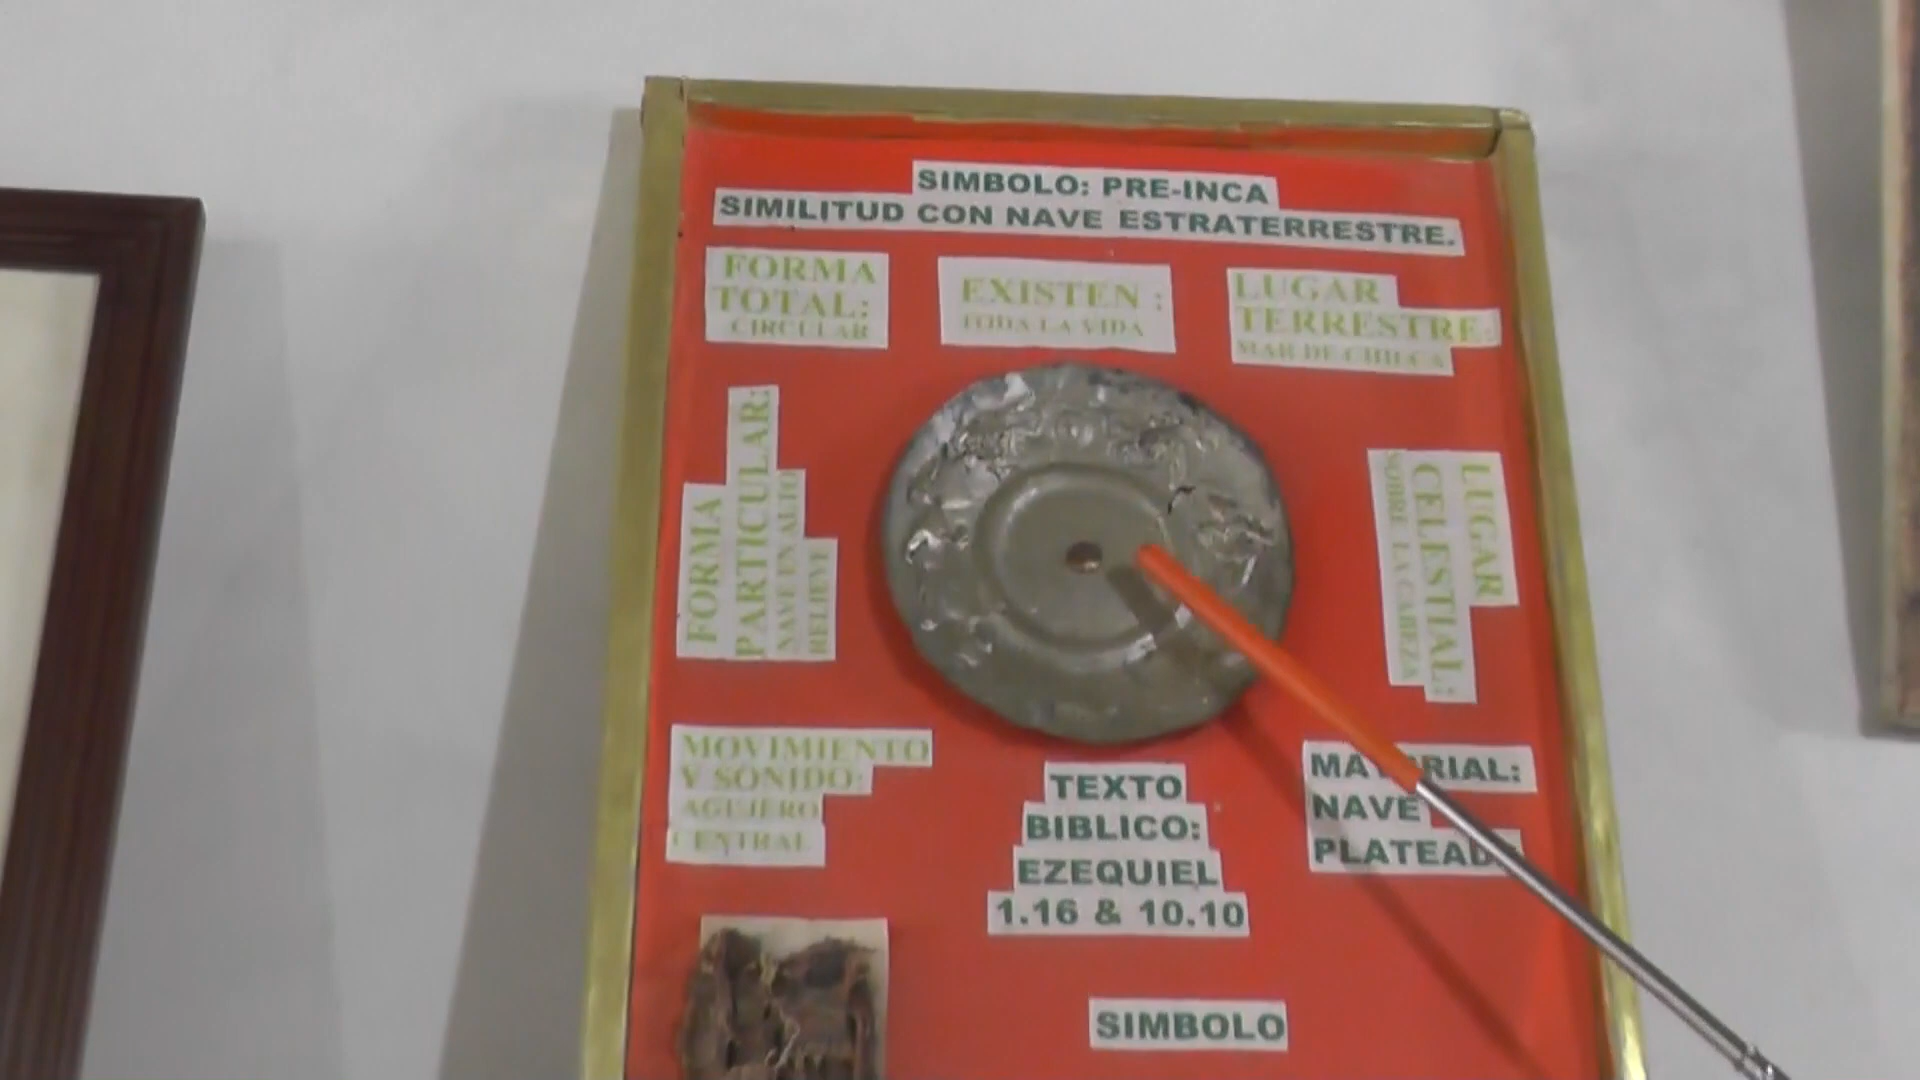 SIMBOLO: PRE-INCA
SIMILITUD CON NAVE ESTRATERRESTRE.
FORMA
TOTAL:
CIRCULAR
EXISTEN :
TODA LA VIDA
LUGAR
TERRESTRE:
MAR DE CHILCA
FORMA
PARTICULAR:
NAVE EN ALTO
RELIEVE
LUGAR
CELESTIAL:
SOBRE LA CABEZA
MOVIMIENTO
Y SONIDO:
AGUJERO
CENTRAL
TEXTO
BIBLICO:
EZEQUIEL
1.16 & 10.10
NAVE
SIMBOLO